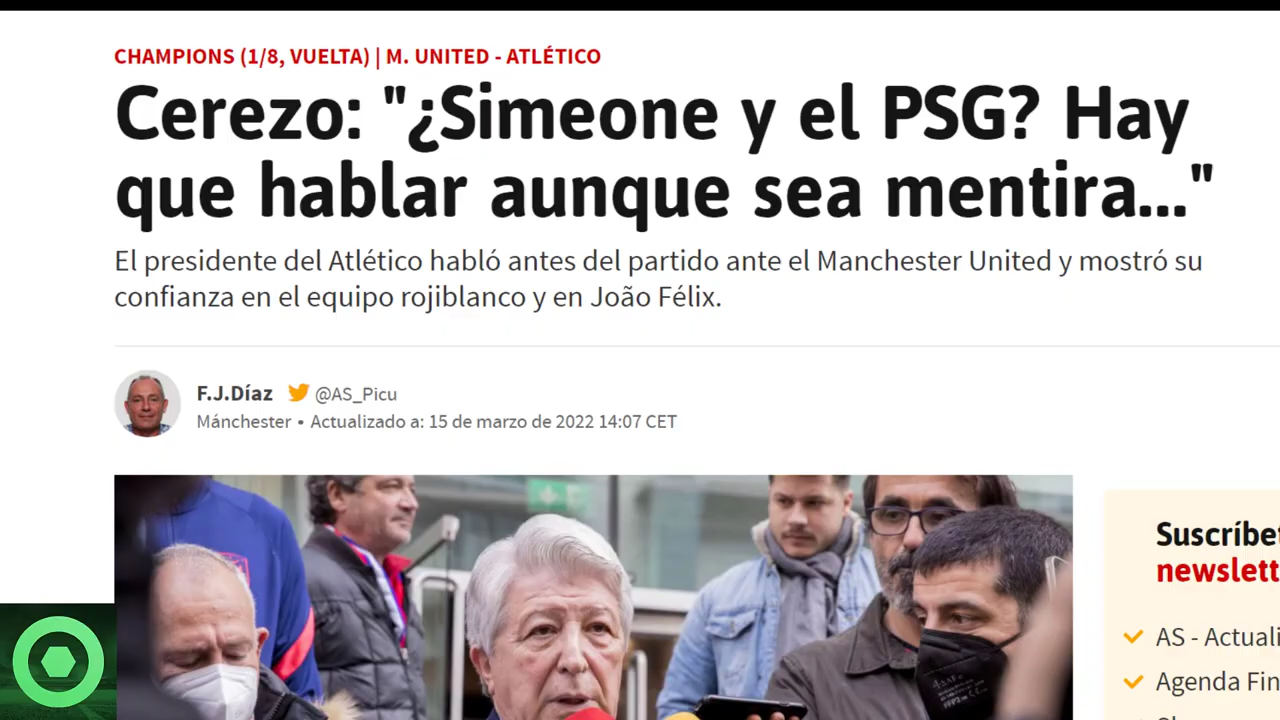 CHAMPIONS (1/8, VUELTA) | M. UNITED - ATLÉTICO
Cerezo: "¿Simeone y el PSG? Hay
que hablar aunque sea mentira..."
El presidente del Atlético habló antes del partido ante el Manchester United y mostró su
confianza en el equipo rojiblanco y en João Félix.
F.J.Díaz @AS_Picu
Mánchester • Actualizado a: 15 de marzo de 2022 14:07 CET
Suscríbet
newslett
AS - Actuali
Agenda Fin